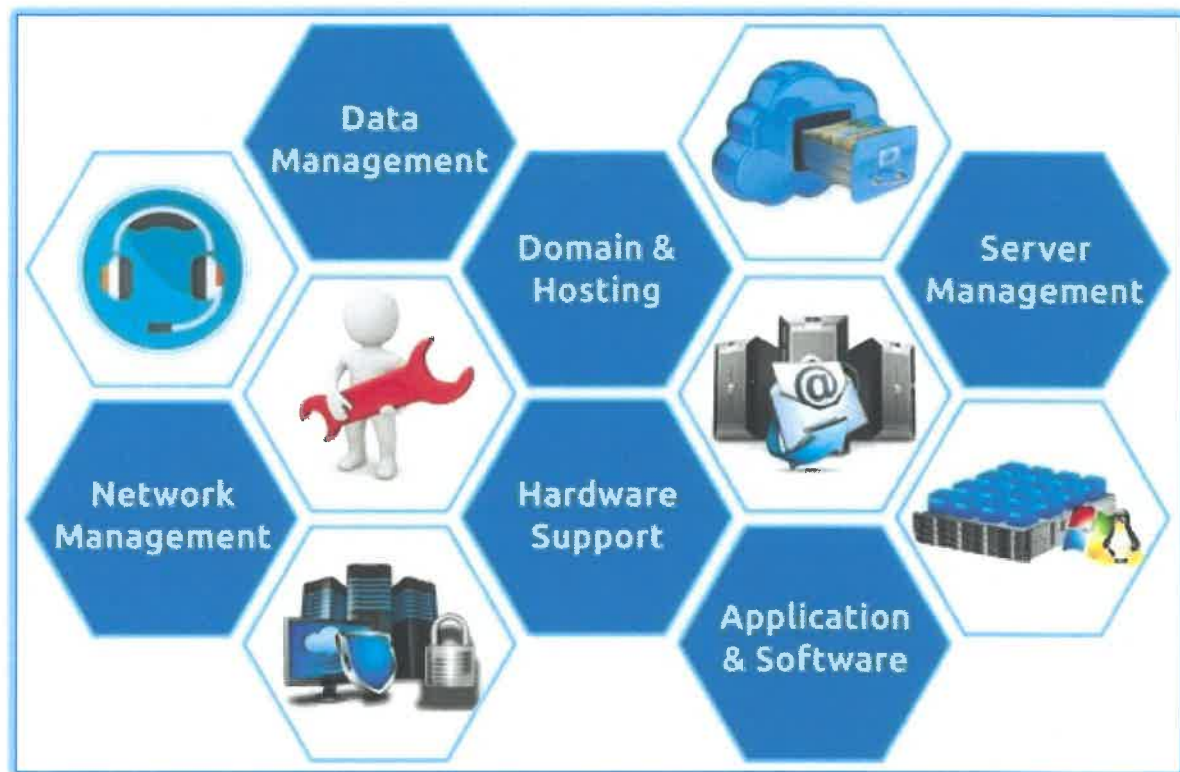 Data
Management
Domain &
Hosting
Server
Management
Network
Management
Hardware
Support
Application
& Software
@